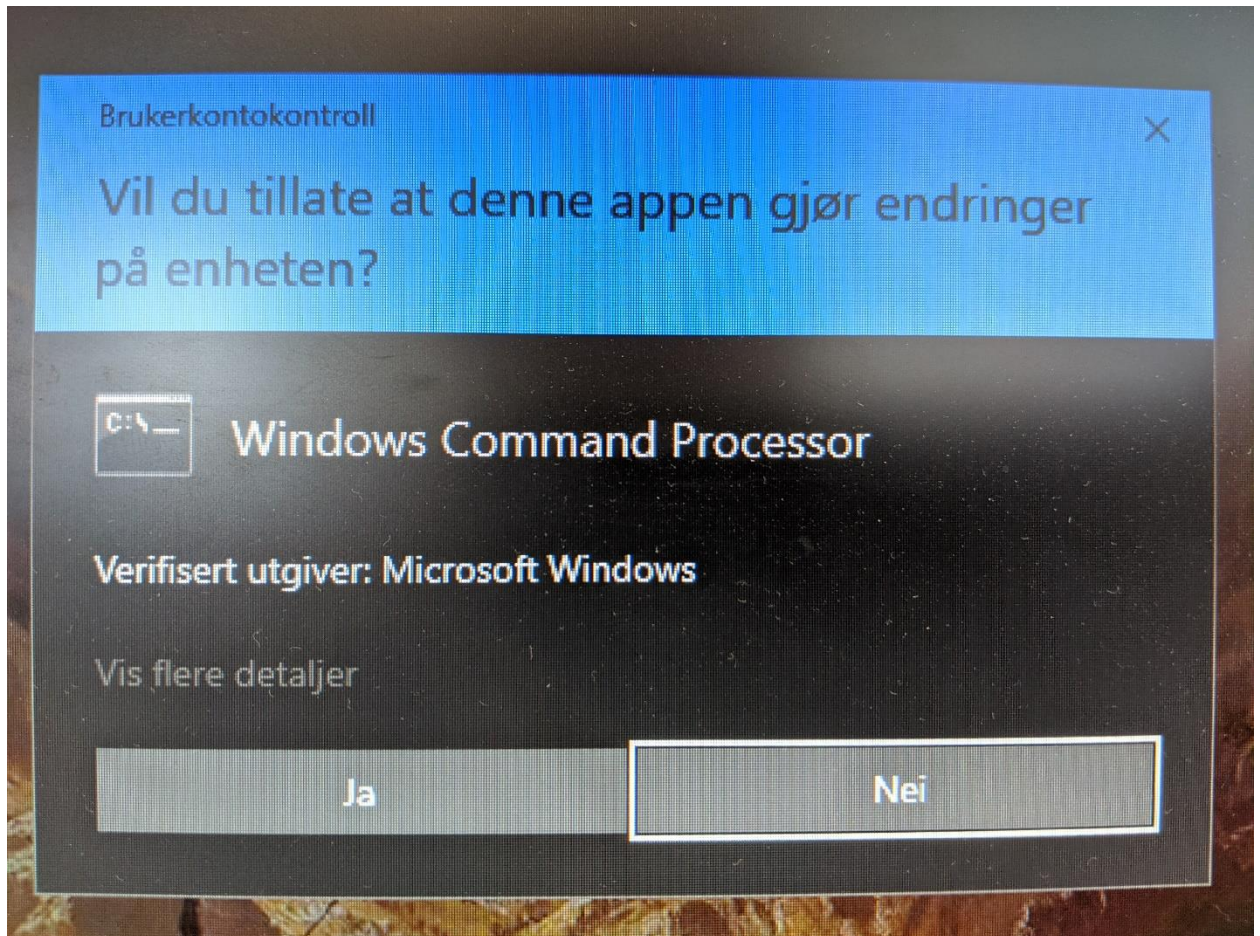 Brukerkontokontroll
Vil du tillate at denne appen gjør endringer
på enheten?
C:\_
Windows Command Processor
Verifisert utgiver: Microsoft Windows
Vis flere detaljer
Ja
Nei